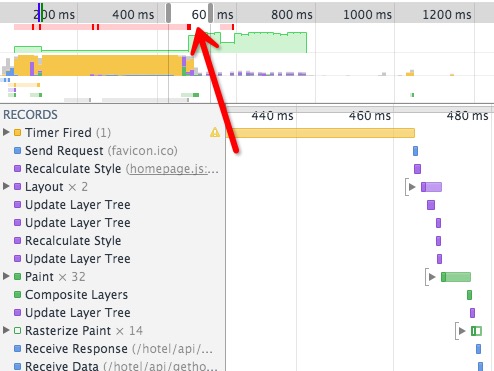 200 ms 400 ms 60 ms 800 ms 1000 ms 1200 ms
RECORDS 440 ms 460 ms 480 ms
Timer Fired (1)
Send Request (favicon.ico)
Recalculate Style (homepage.js:...
Layout × 2
Update Layer Tree
Update Layer Tree
Recalculate Style
Update Layer Tree
Paint × 32
Composite Layers
Update Layer Tree
Rasterize Paint × 14
Receive Response (/hotel/api/...
Receive Data (/hotel/api/getho...